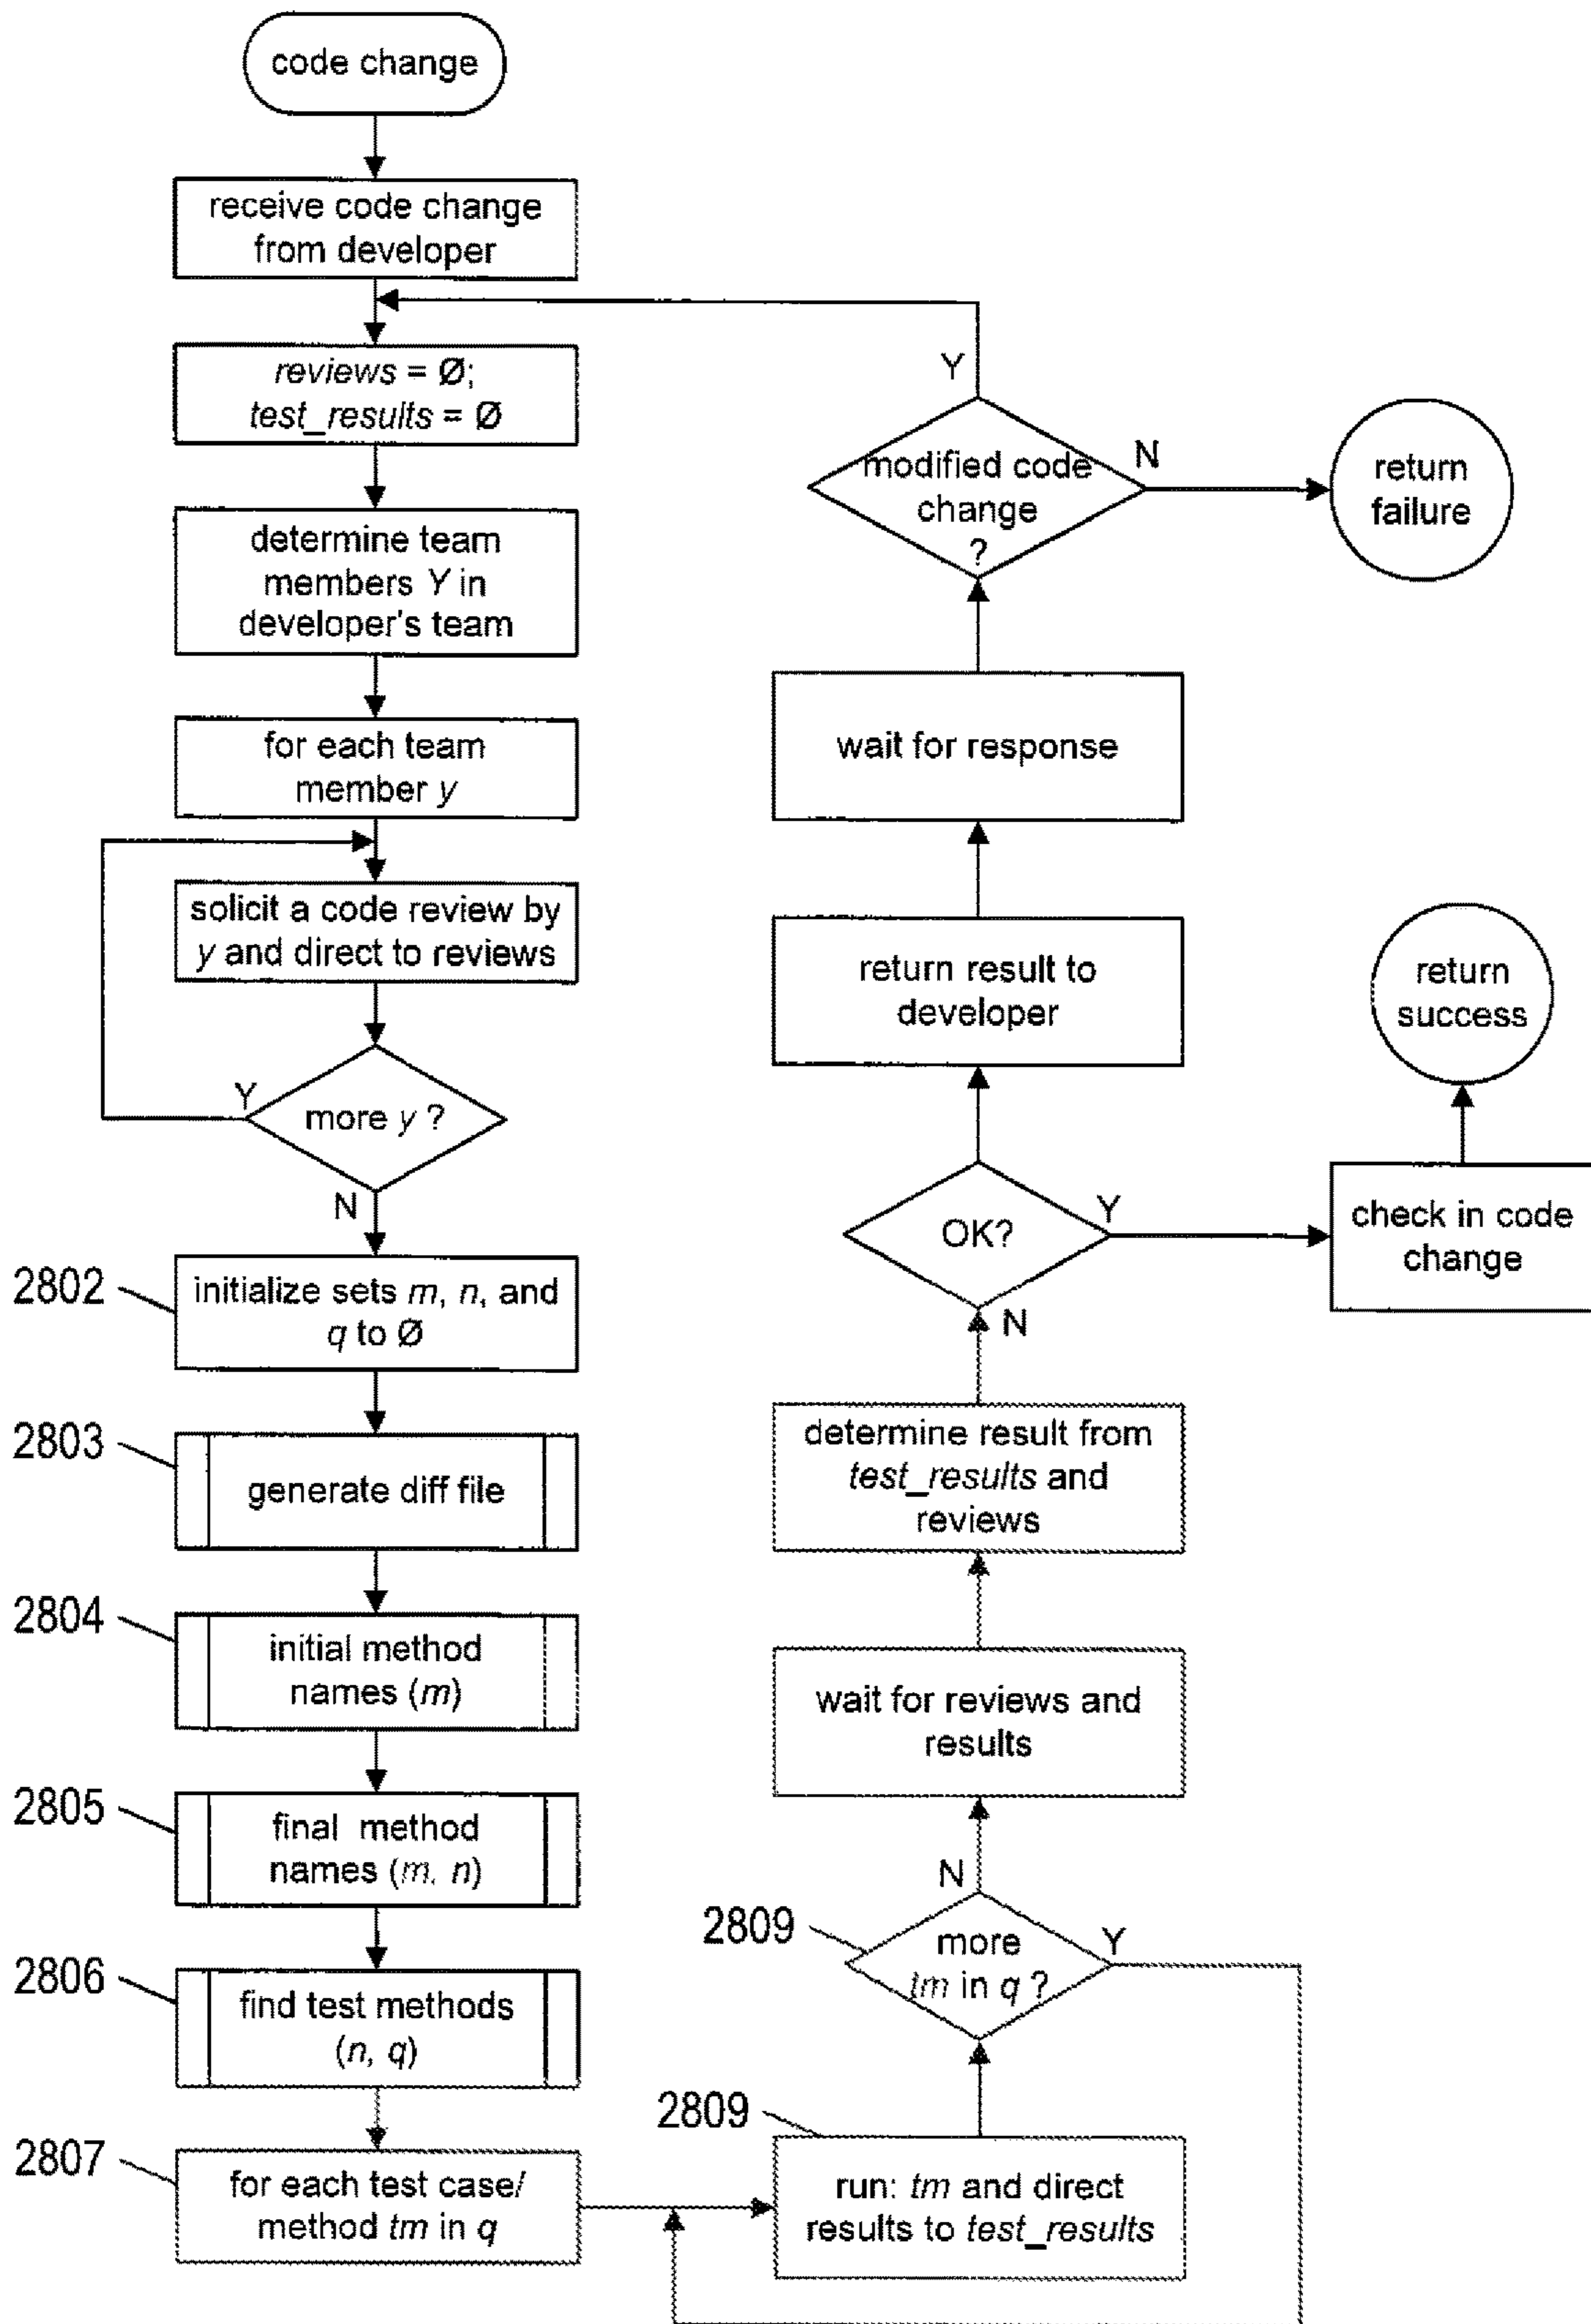 code change
receive code change
from developer
reviews = Ø;
test_results = Ø
determine team
members Y in
developer's team
for each team
member y
solicit a code review by
y and direct to reviews
Y
more y ?
N
2802
initialize sets m, n, and
q to Ø
2803
generate diff file
2804
initial method
names (m)
2805
final method
names (m, n)
2806
find test methods
(n, q)
2807
for each test case/
method tm in q
2809
run: tm and direct
results to test_results
2809
more
tm in q ?
Y
N
wait for reviews and
results
determine result from
test_results and
reviews
N
OK?
Y
check in code
change
return
success
return result to
developer
wait for response
modified code
change
?
Y
N
return
failure